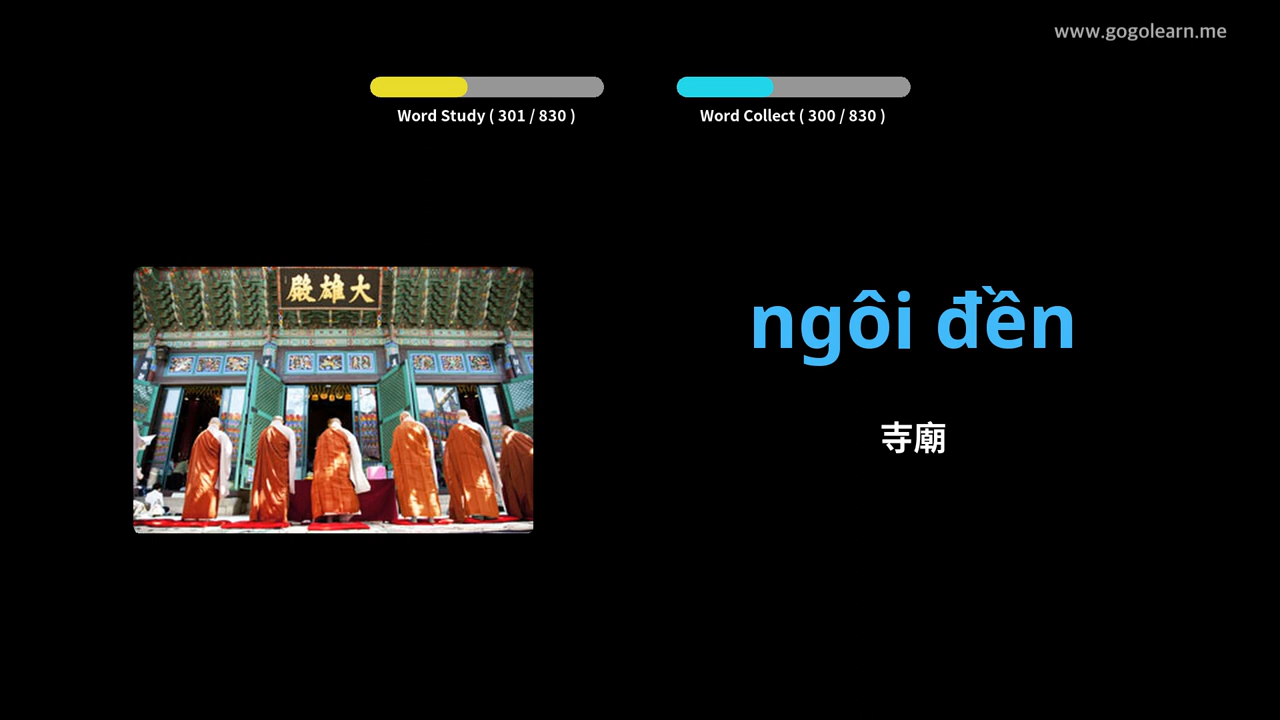 www.gogolearn.me
Word Study ( 301 / 830 )
Word Collect ( 300 / 830 )
殿雄大
ngôi đền
寺廟